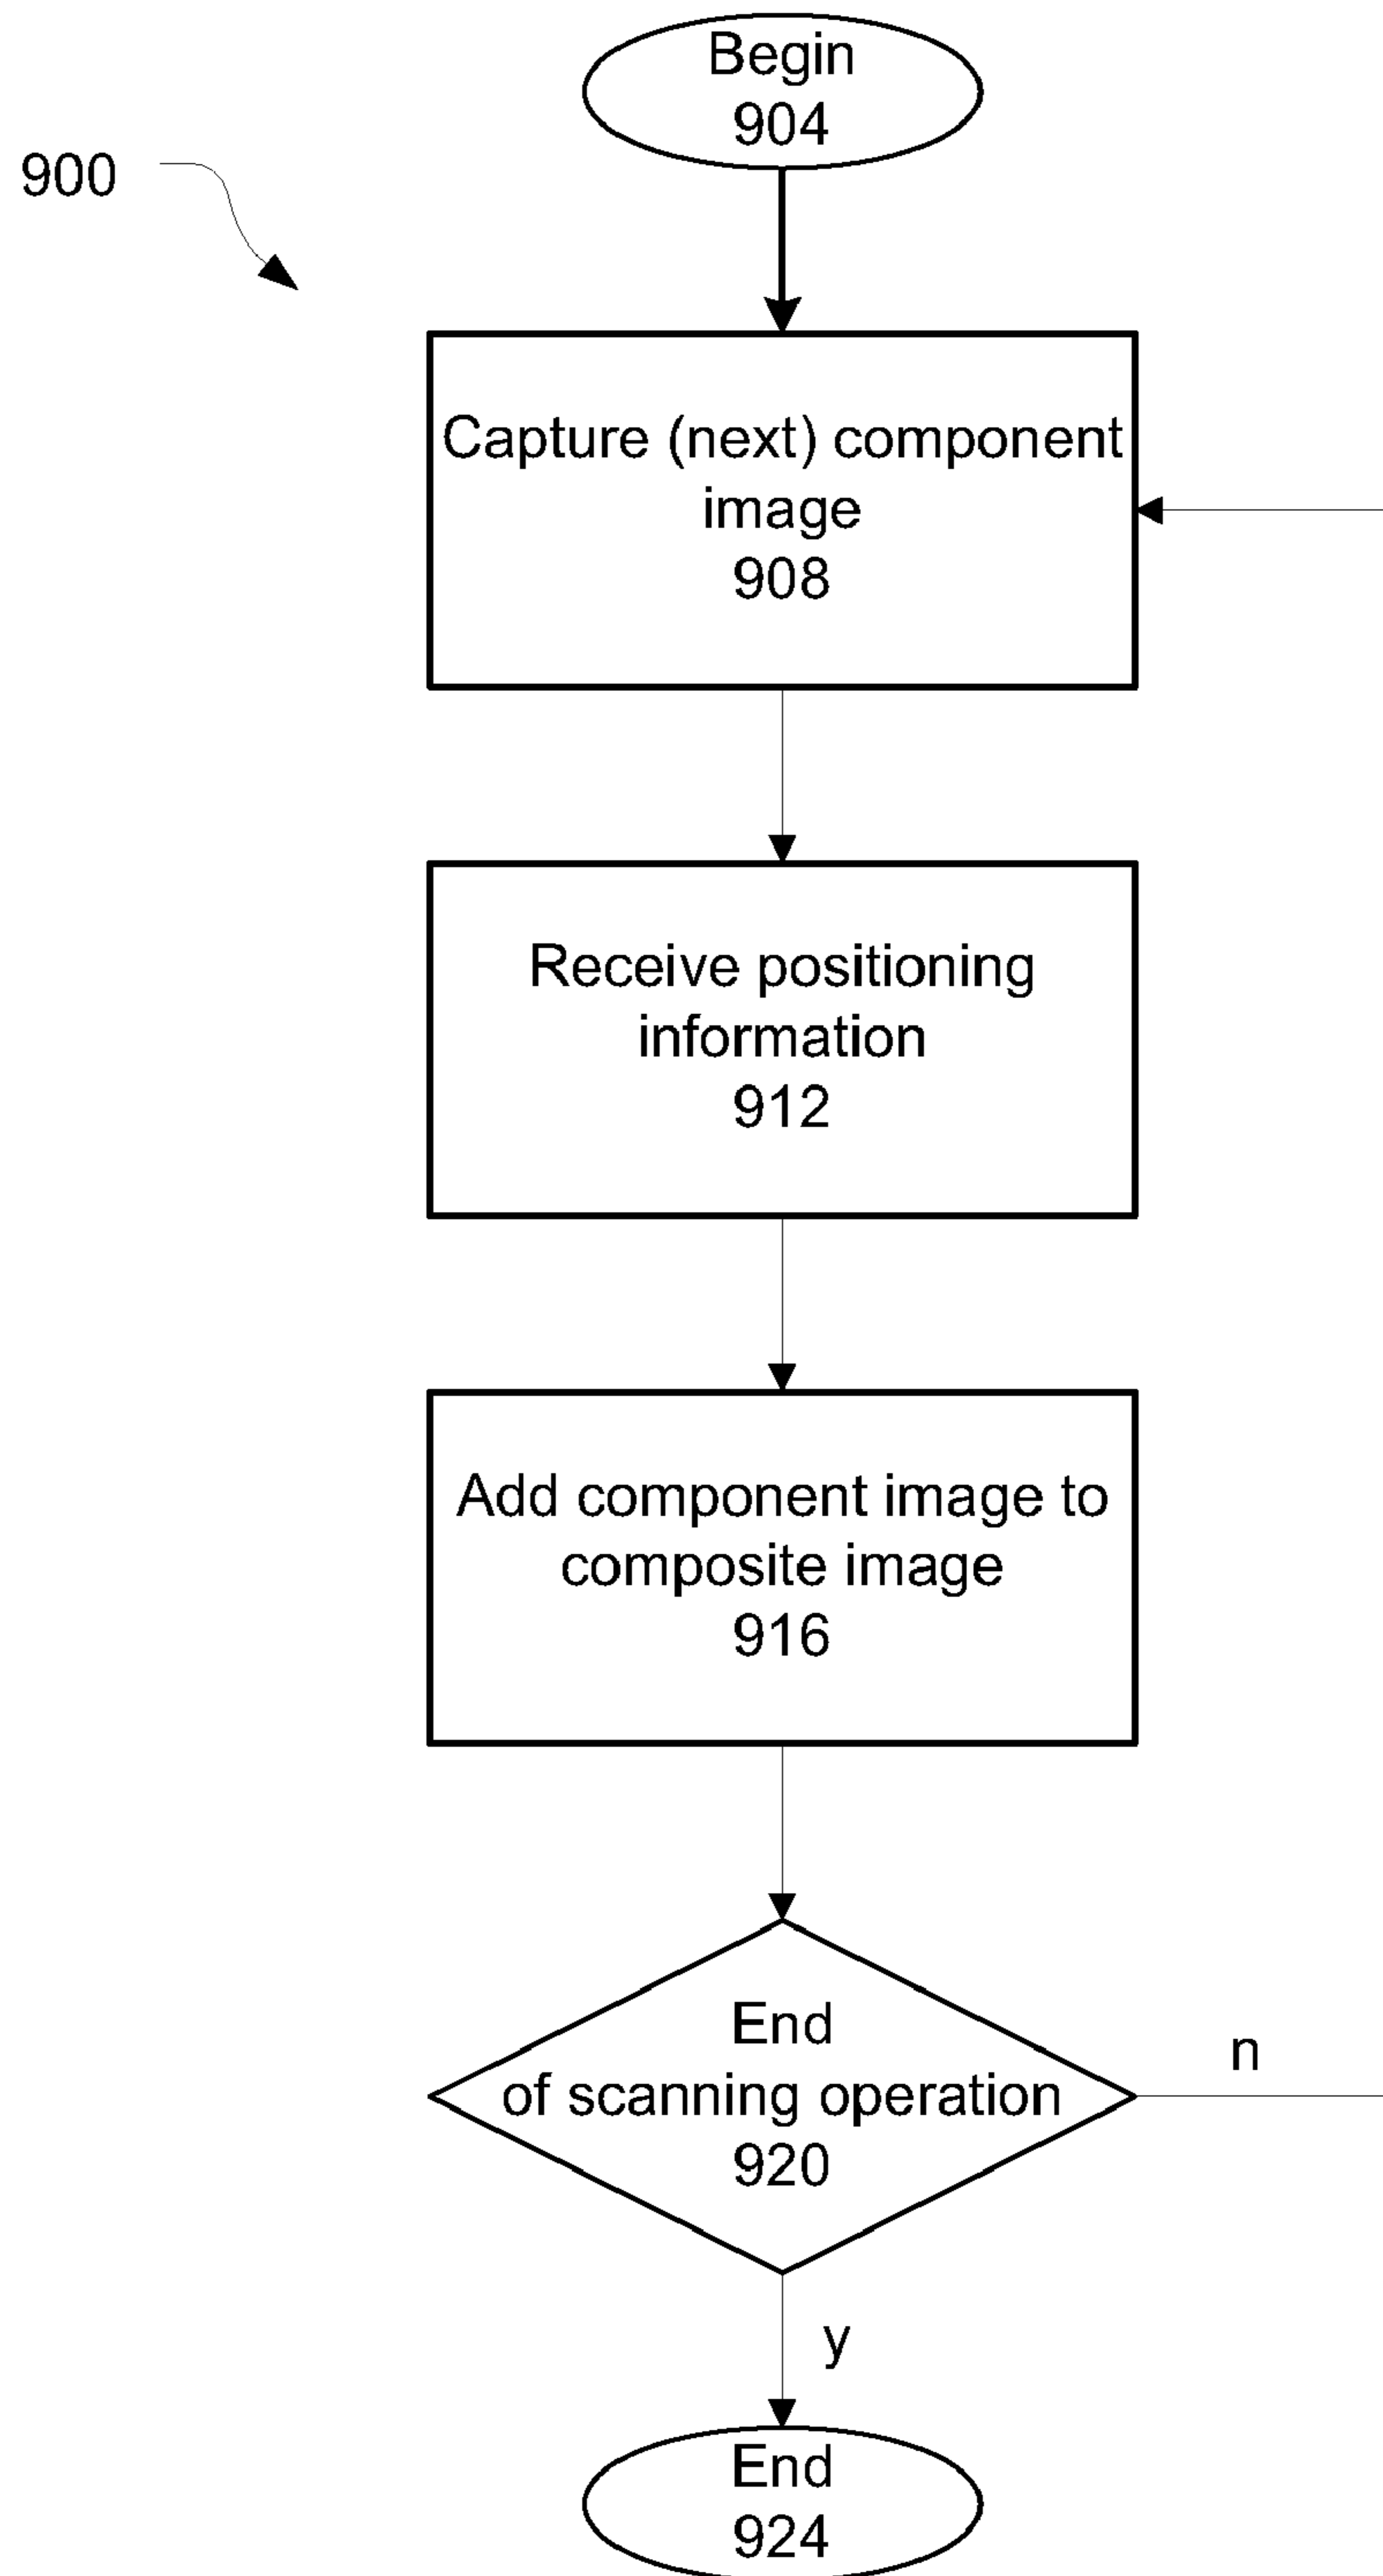 Begin
904
900
Capture (next) component
image
908
Receive positioning
information
912
Add component image to
composite image
916
End
of scanning operation
920
n
y
End
924